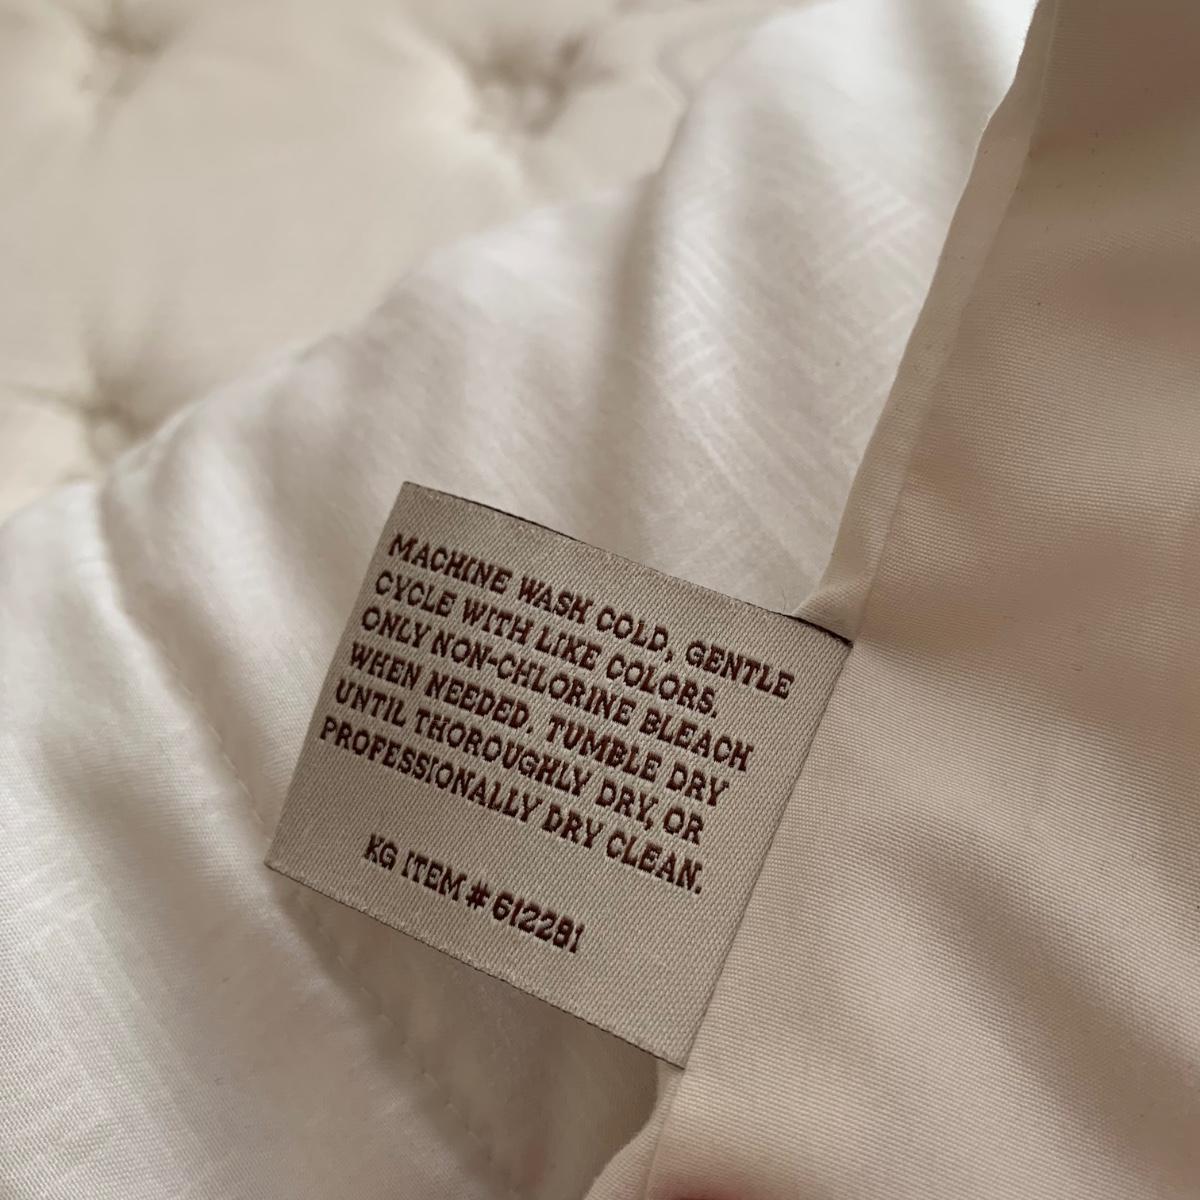 MACHINE WASH COLD, GENTLE
CYCLE WITH LIKE COLORS.
ONLY NON-CHLORINE BLEACH
WHEN NEEDED. TUMBLE DRY
UNTIL THOROUGHLY DRY, OR
PROFESSIONALLY DRY CLEAN.
KG ITEM # 612281